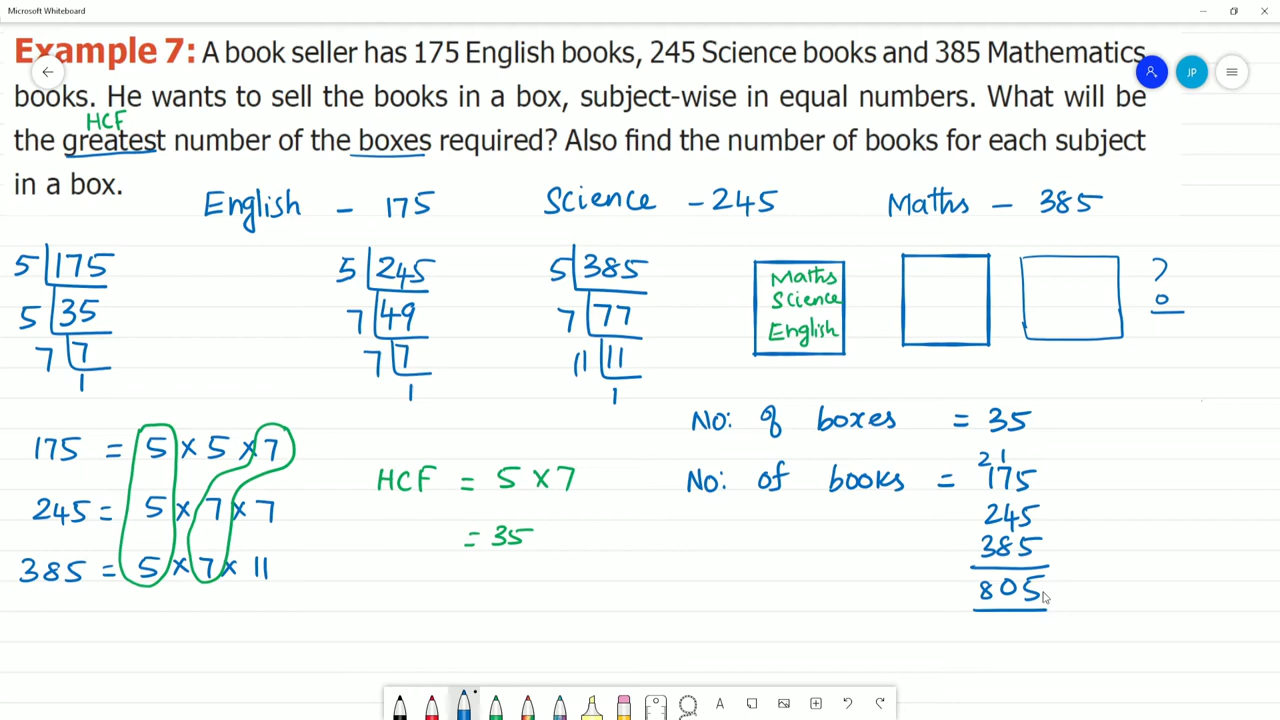 Microsoft Whiteboard
Example 7: A book seller has 175 English books, 245 Science books and 385 Mathematics
books. He wants to sell the books in a box, subject-wise in equal numbers. What will be
HCF
the greatest number of the boxes required? Also find the number of books for each subject
in a box.
JP
English - 175 Science - 245 Maths - 385
5 175 5 245 5 385
5 35 7 49 7 77
7 7 7 7 11 11
1 1 1
Maths
Science
English
?
175 = 5 × 5 × 7
245 = 5 × 7 × 7
385 = 5 × 7 × 11
HCF = 5 × 7
= 35
No: of boxes = 35
2 1
No: of books = 175
245
385
805
A